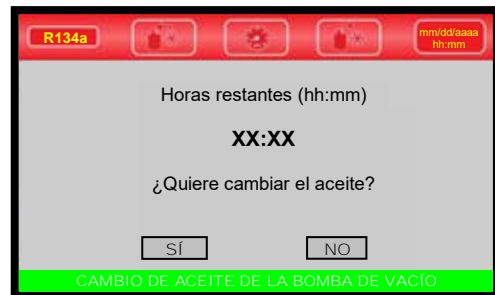 R134a
mm/dd/aaaa
hh:mm
Horas restantes (hh:mm)
XX:XX
¿Quiere cambiar el aceite?
SÍ NO
CAMBIO DE ACEITE DE LA BOMBA DE VACÍO